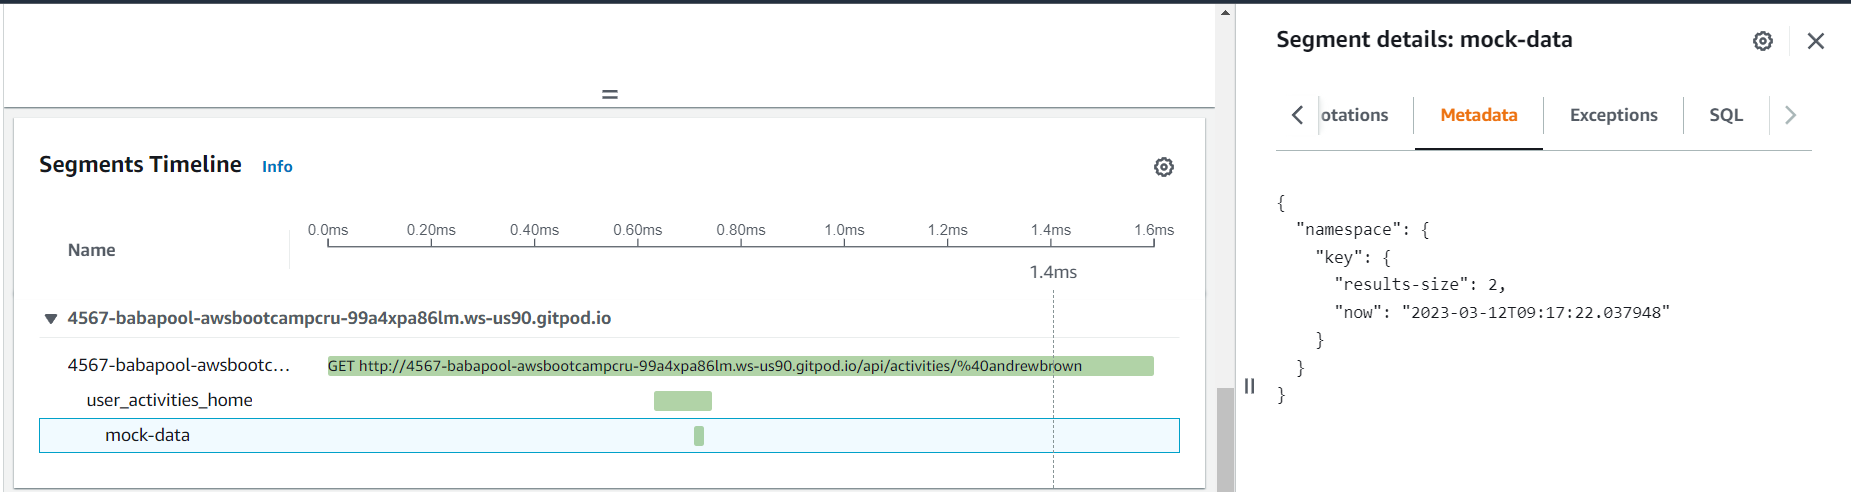 Segments Timeline Info
Name
0.0ms 0.20ms 0.40ms 0.60ms 0.80ms 1.0ms 1.2ms 1.4ms 1.6ms
1.4ms
4567-babapool-awsbootcampcru-99a4xpa86lm.ws-us90.gitpod.io
4567-babapool-awsbootc... GET http://4567-babapool-awsbootcampcru-99a4xpa86lm.ws-us90.gitpod.io/api/activities/%40andrewbrown
user_activities_home
mock-data
Segment details: mock-data
otations Metadata Exceptions SQL
{
"namespace": {
"key": {
"results-size": 2,
"now": "2023-03-12T09:17:22.037948"
}
}
}